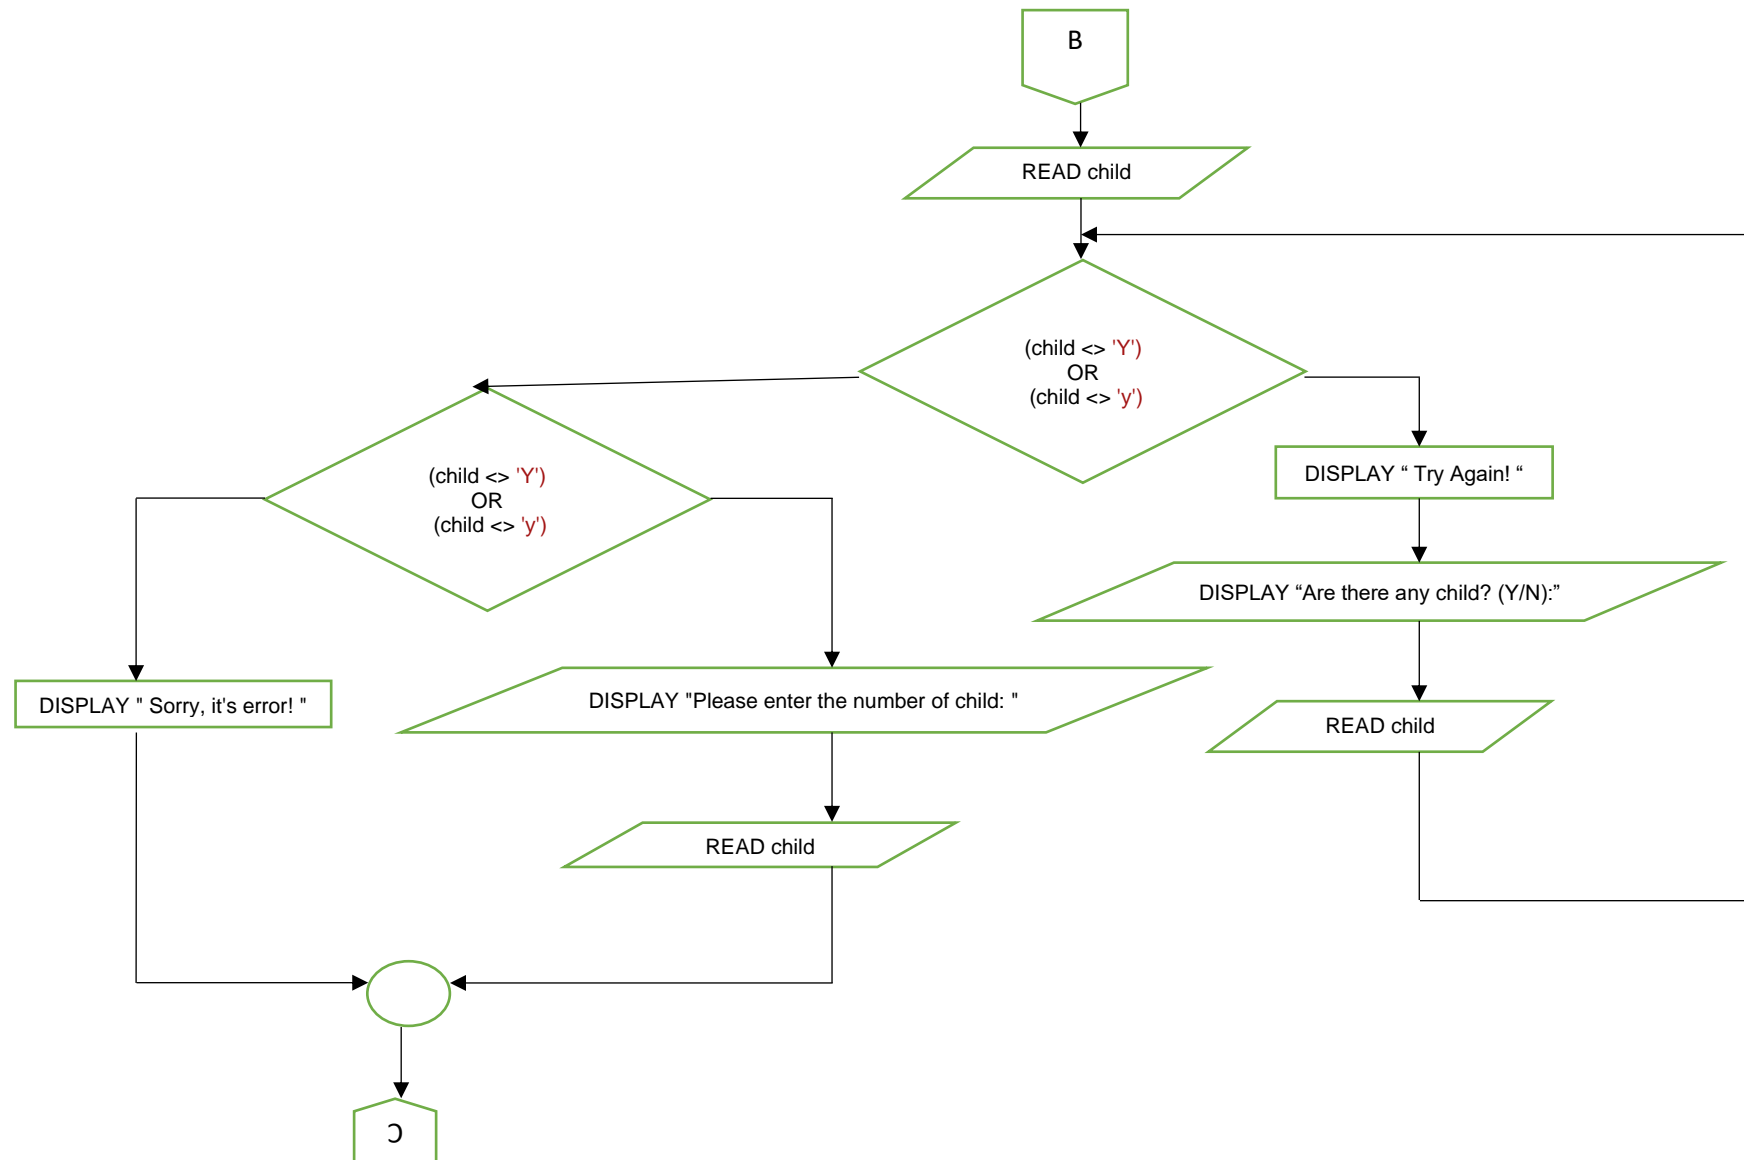 B
READ child
(child <> 'Y')
OR
(child <> 'y')
(child <> 'Y')
OR
(child <> 'y')
DISPLAY “ Try Again! “
DISPLAY “Are there any child? (Y/N):”
DISPLAY " Sorry, it's error! "
DISPLAY "Please enter the number of child: "
READ child
READ child
C